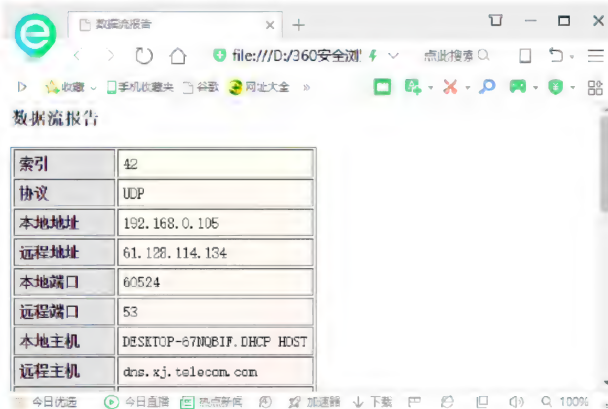 数据流报告
file:///D:/360安全浏 点此搜索
收藏 手机收藏夹 谷歌 网址大全 »
数据流报告
索引 42
协议 UDP
本地地址 192.168.0.105
远程地址 61.128.114.134
本地端口 60524
远程端口 53
本地主机 DESKTOP-67NQBIF.DHCP HOST
远程主机 dns.xj.telecom.com
今日优选 今日直播 热点新闻 加速器 下载 100%